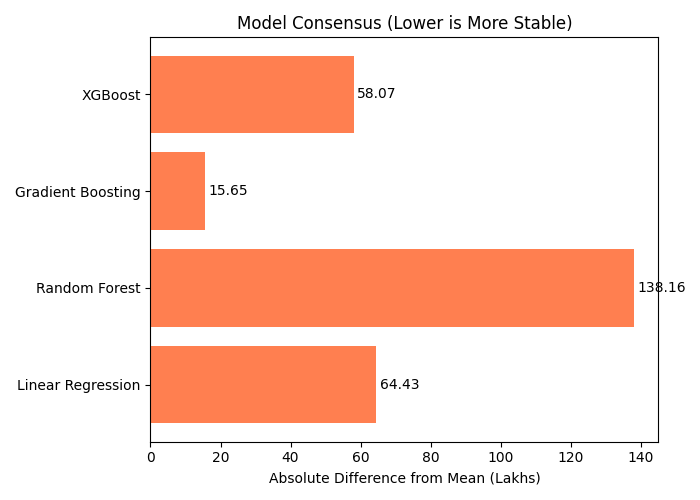 Model Consensus (Lower is More Stable)
XGBoost
58.07
Gradient Boosting
15.65
Random Forest
138.16
Linear Regression
64.43
0 20 40 60 80 100 120 140
Absolute Difference from Mean (Lakhs)